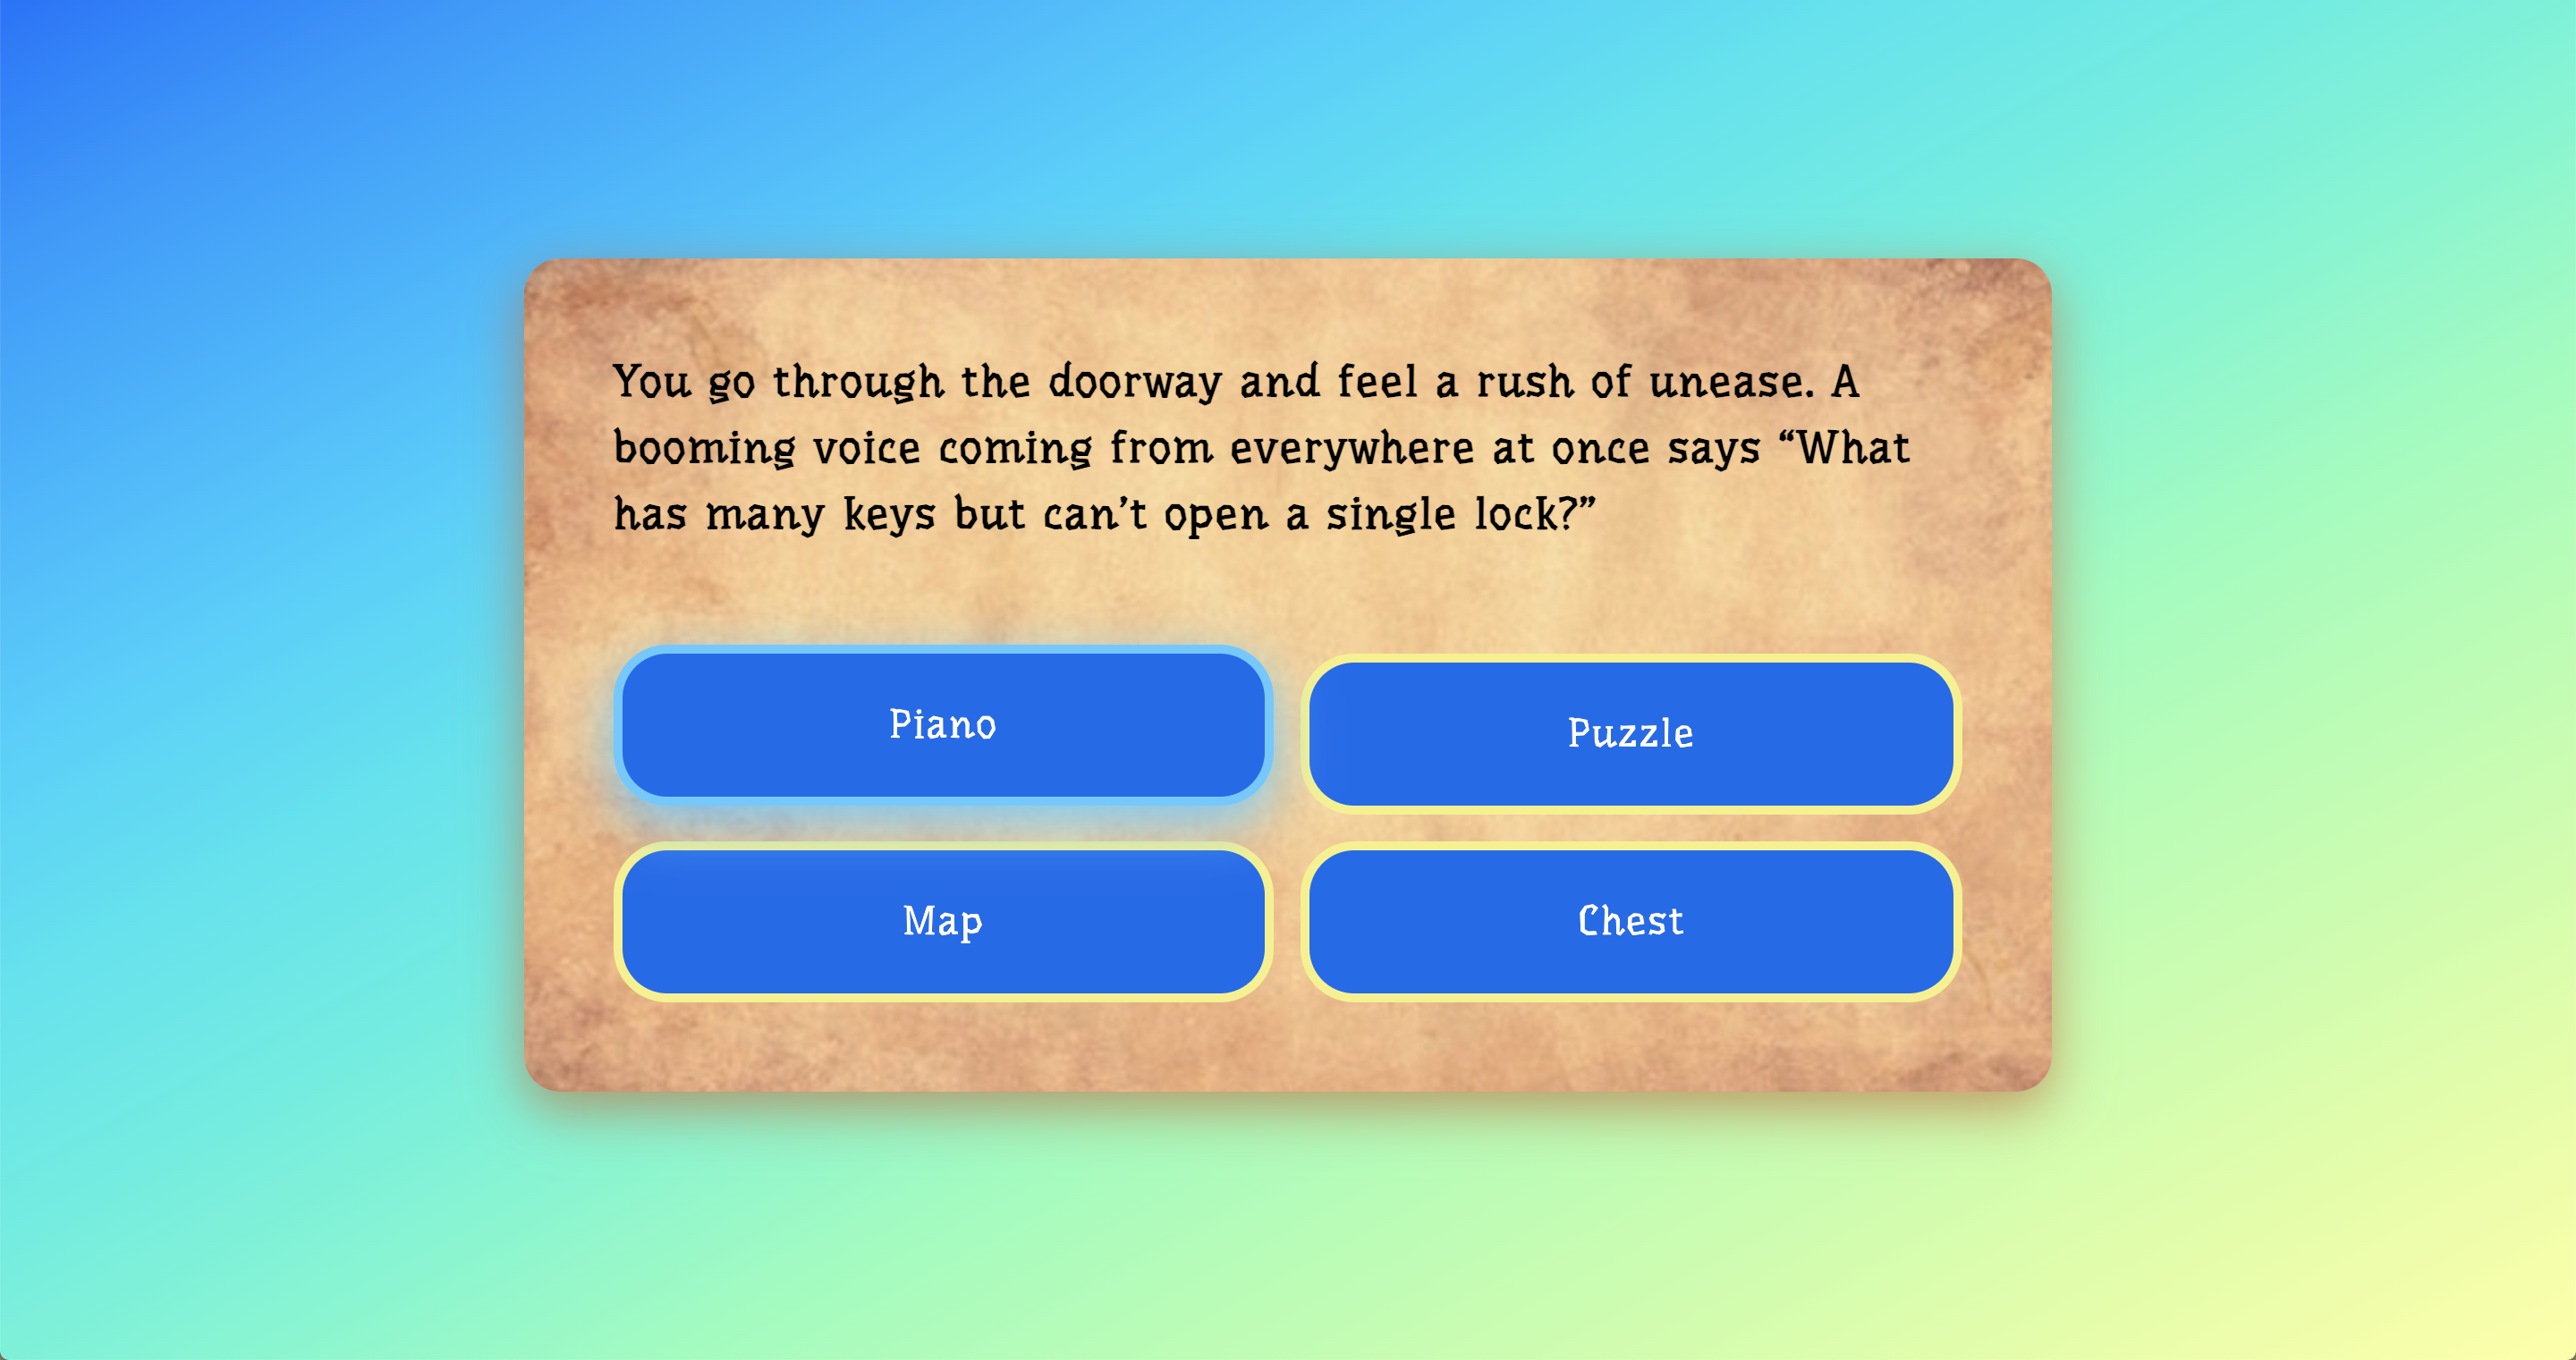 You go through the doorway and feel a rush of unease. A
booming voice coming from everywhere at once says “What
has many keys but can’t open a single lock?”
Piano
Puzzle
Map
Chest